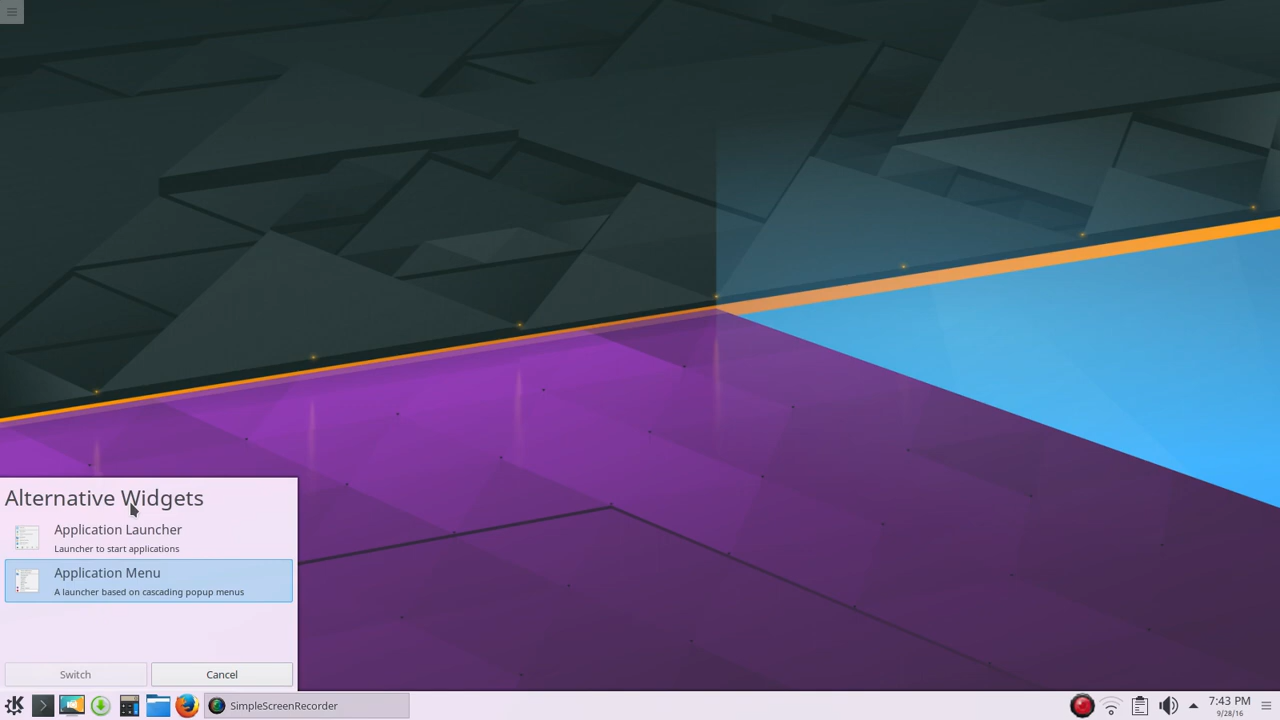 Alternative Widgets
Application Launcher
Launcher to start applications
Application Menu
A launcher based on cascading popup menus
Switch
Cancel
SimpleScreenRecorder
7:43 PM
9/28/16